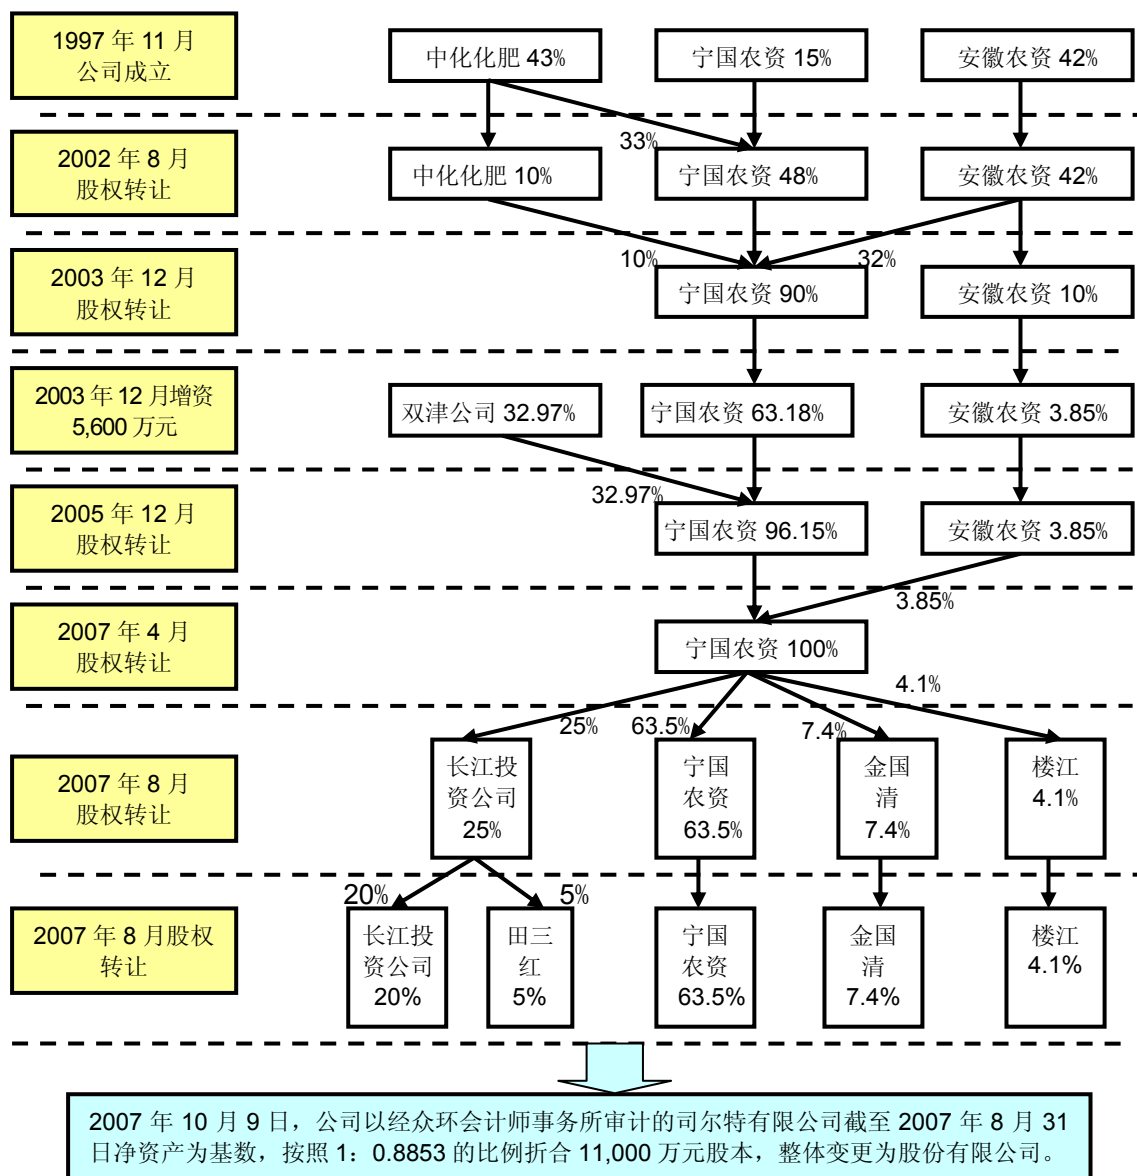 1997 年 11 月
公司成立
中化化肥 43%
宁国农资 15%
安徽农资 42%
33%
2002 年 8 月
股权转让
中化化肥 10%
宁国农资 48%
安徽农资 42%
10%
32%
2003 年 12 月
股权转让
宁国农资 90%
安徽农资 10%
2003 年 12 月增资
5,600 万元
双津公司 32.97%
宁国农资 63.18%
安徽农资 3.85%
32.97%
2005 年 12 月
股权转让
宁国农资 96.15%
安徽农资 3.85%
3.85%
2007 年 4 月
股权转让
宁国农资 100%
25%
63.5%
7.4%
4.1%
2007 年 8 月
股权转让
长江投
资公司
25%
宁国
农资
63.5%
金国
清
7.4%
楼江
4.1%
20%
5%
2007 年 8 月股权
转让
长江投
资公司
20%
田三
红
5%
宁国
农资
63.5%
金国
清
7.4%
楼江
4.1%
2007 年 10 月 9 日，公司以经众环会计师事务所审计的司尔特有限公司截至 2007 年 8 月 31
日净资产为基数，按照 1：0.8853 的比例折合 11,000 万元股本，整体变更为股份有限公司。